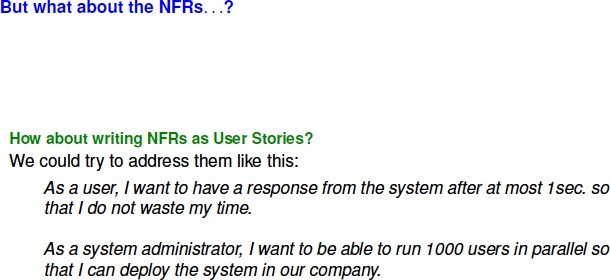 But what about the NFRs...?
How about writing NFRs as User Stories?
We could try to address them like this:
As a user, I want to have a response from the system after at most 1sec. so
that I do not waste my time.
As a system administrator, I want to be able to run 1000 users in parallel so
that I can deploy the system in our company.